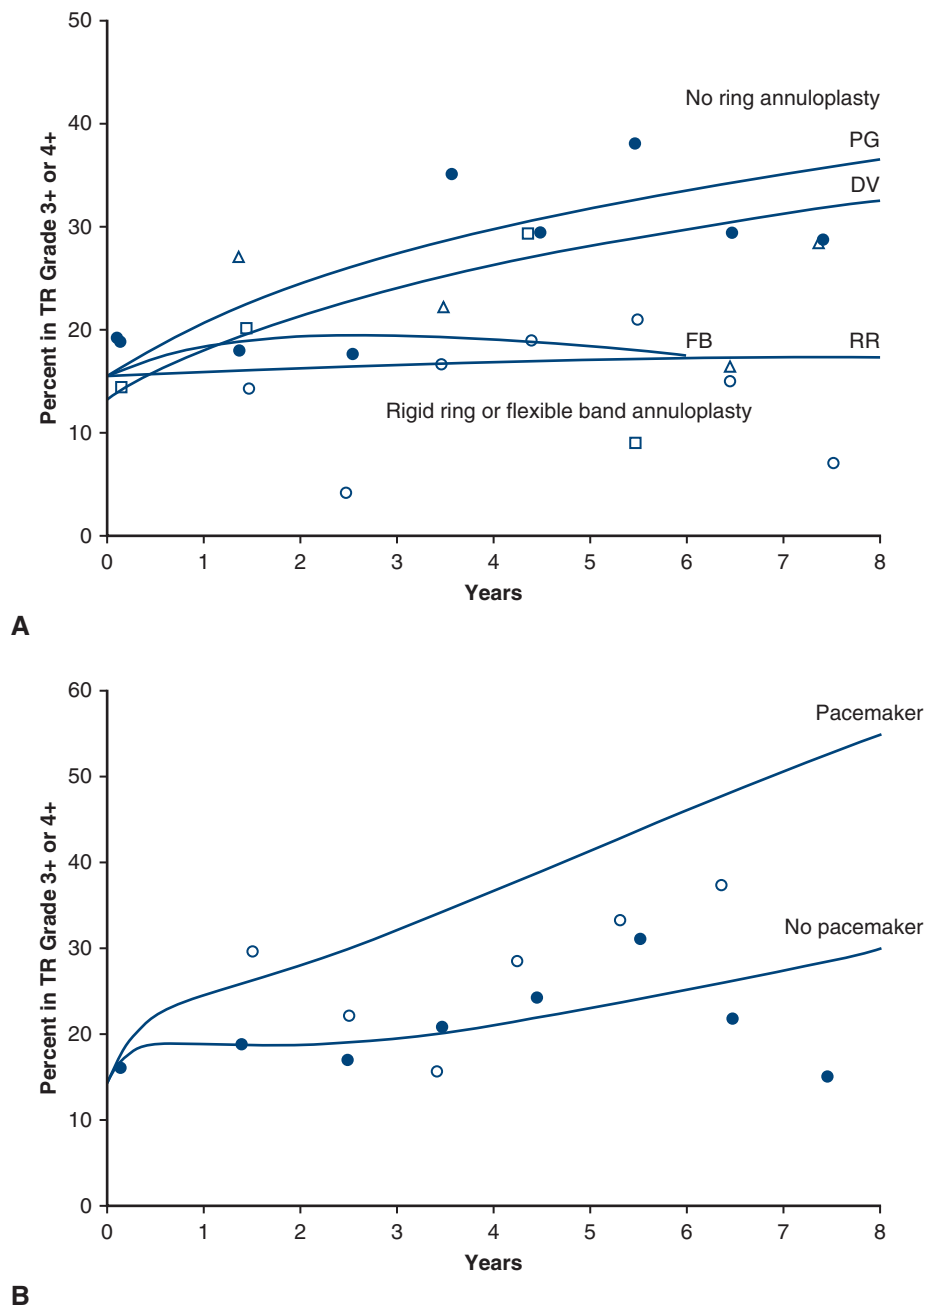 50
40
30
20
10
0
Percent in TR Grade 3+ or 4+
No ring annuloplasty
PG
DV
FB
RR
Rigid ring or flexible band annuloplasty
0 1 2 3 4 5 6 7 8
Years
A
60
50
40
30
20
10
0
Percent in TR Grade 3+ or 4+
Pacemaker
No pacemaker
0 1 2 3 4 5 6 7 8
Years
B